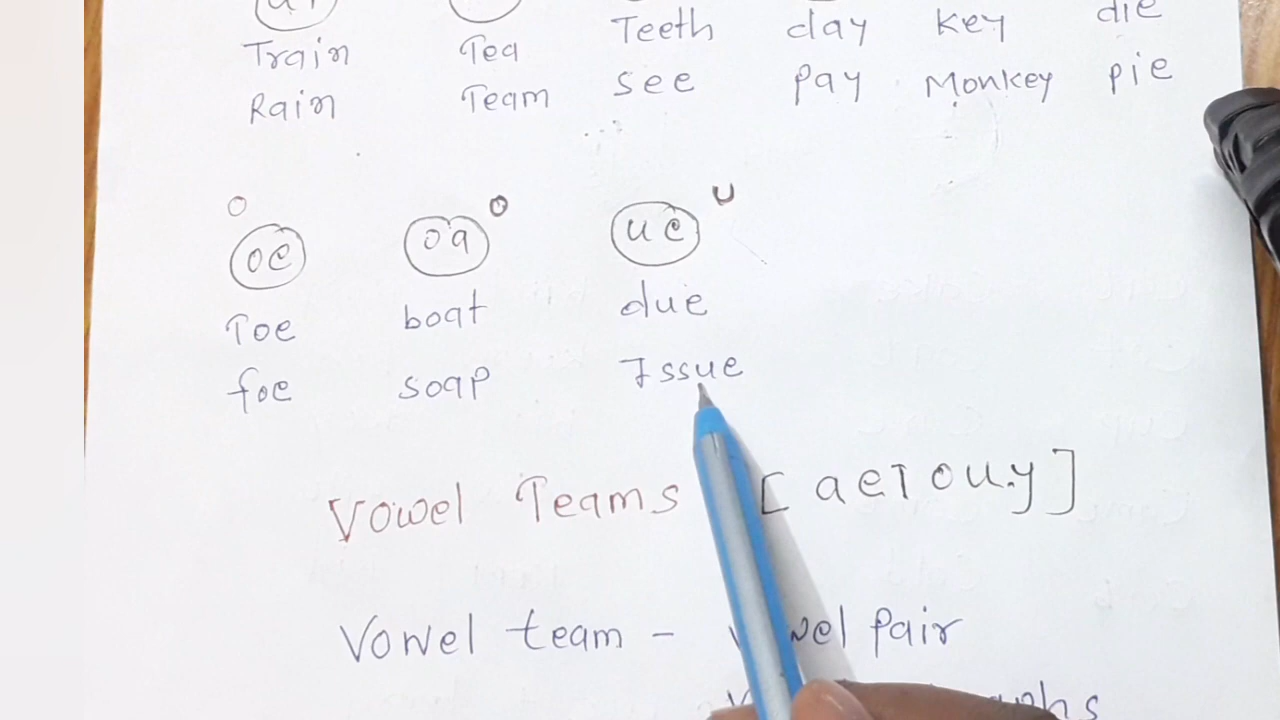 Teeth day key die
Train Tea
see pay Monkey pie
Rain Team
o o u
oe oa ue
Toe boat due
foe soap Issue
Vowel Teams [aeiou.y]
Vowel team - pair